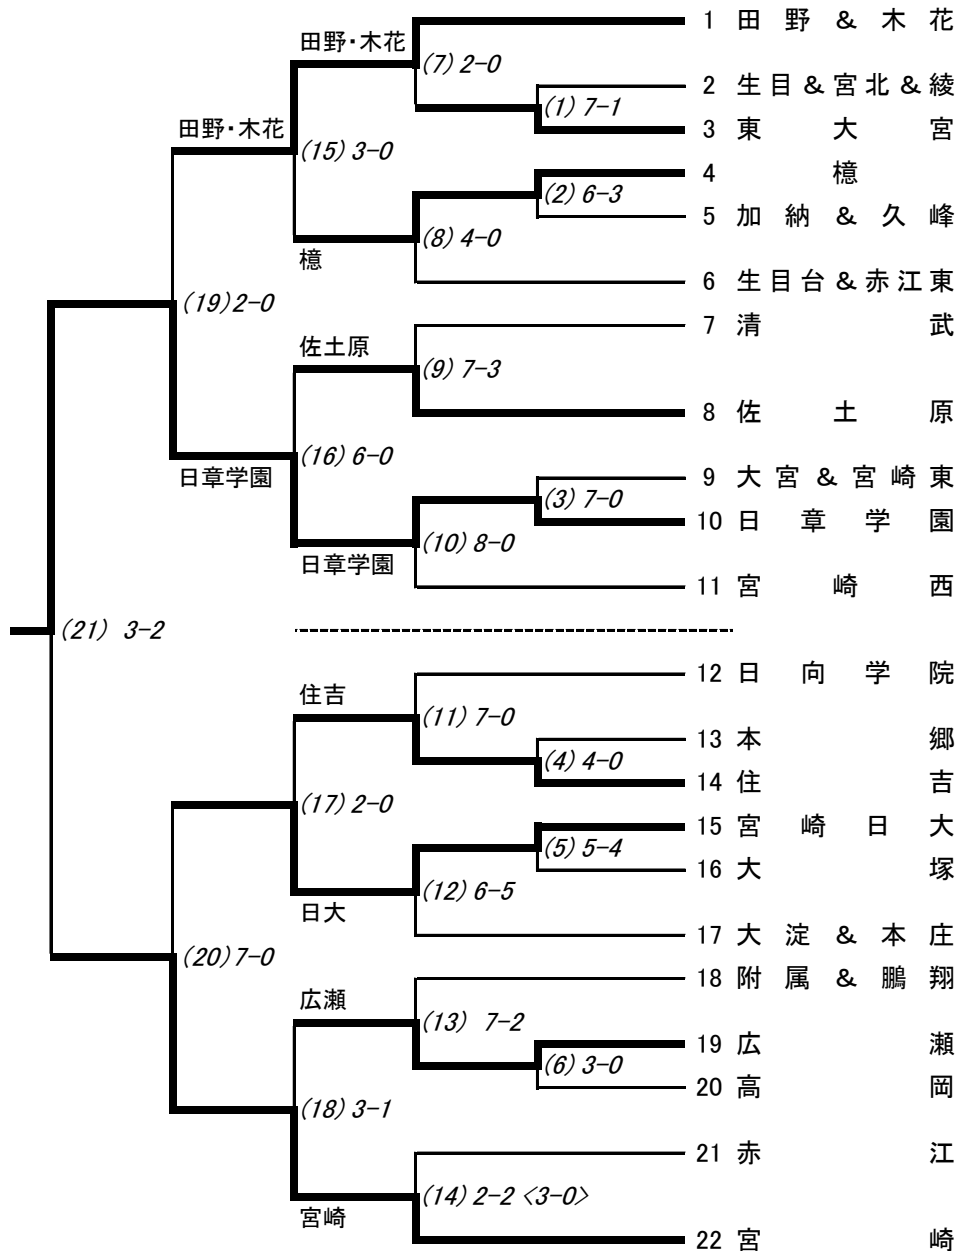 1 田野&木花
田野・木花
(7) 2-0
2 生目&宮北&綾
(1) 7-1
田野・木花
3 東大宮
(15) 3-0
4 檍
(2) 6-3
5 加納&久峰
(8) 4-0
檍
6 生目台&赤江東
(19) 2-0
7 清武
佐土原
(9) 7-3
8 佐土原
(16) 6-0
日章学園
9 大宮&宮崎東
(3) 7-0
10 日章学園
(10) 8-0
日章学園
11 宮崎西
(21) 3-2
12 日向学院
住吉
(11) 7-0
13 本郷
(4) 4-0
14 住吉
(17) 2-0
15 宮崎日大
(5) 5-4
16 大塚
(12) 6-5
日大
17 大淀&本庄
(20) 7-0
18 附属&鵬翔
広瀬
(13) 7-2
19 広瀬
(6) 3-0
20 高岡
(18) 3-1
21 赤江
(14) 2-2 <3-0>
宮崎
22 宮崎